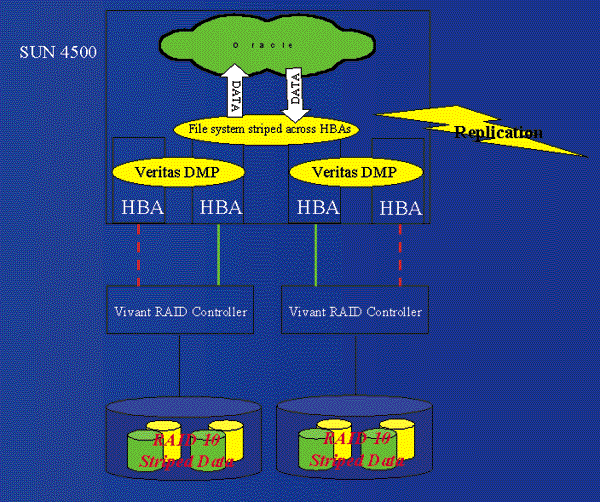 Oracle
SUN 4500
DATA
DATA
File system striped across HBAs
Replication
Veritas DMP
Veritas DMP
HBA
HBA
HBA
HBA
Vivant RAID Controller
Vivant RAID Controller
RAID 10
Striped Data
RAID 10
Striped Data